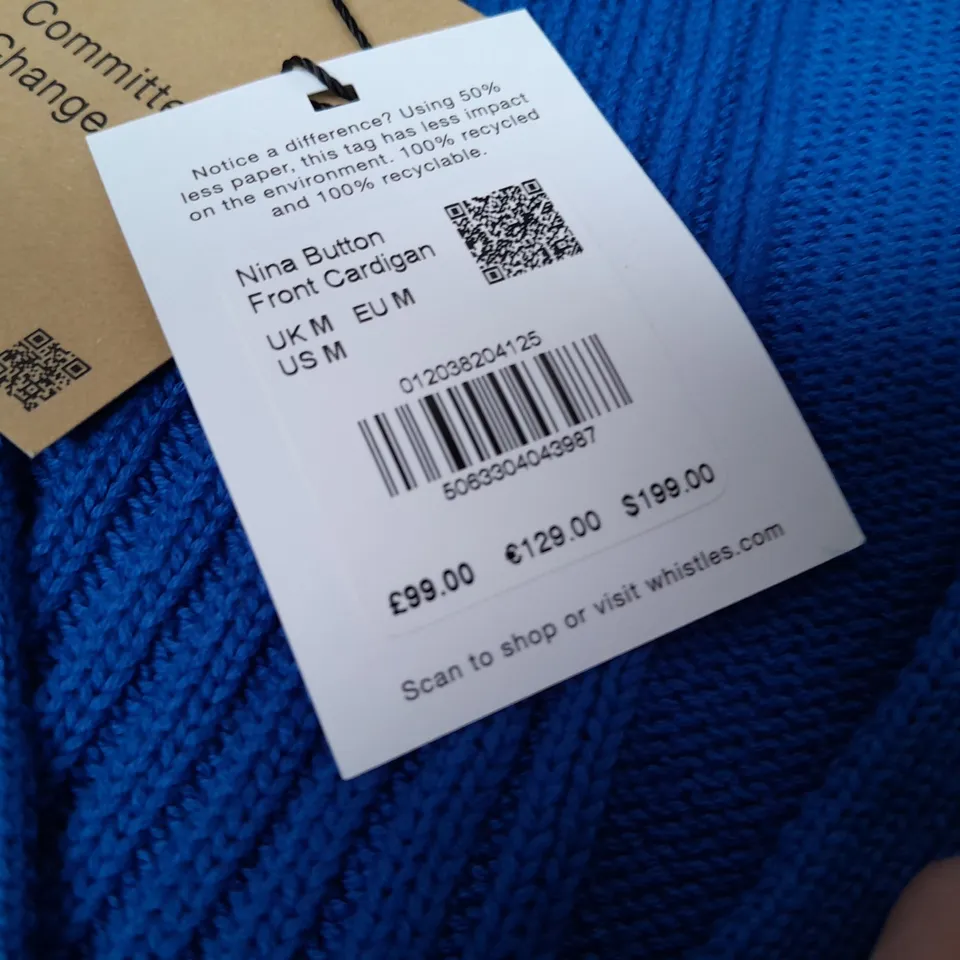 Committe
Change
Notice a difference? Using 50%
less paper, this tag has less impact
on the environment. 100% recycled
and 100% recyclable.
Nina Button
Front Cardigan
UK M EU M
US M
012038204125
5063304043987
£99.00 €129.00 $199.00
Scan to shop or visit whistles.com